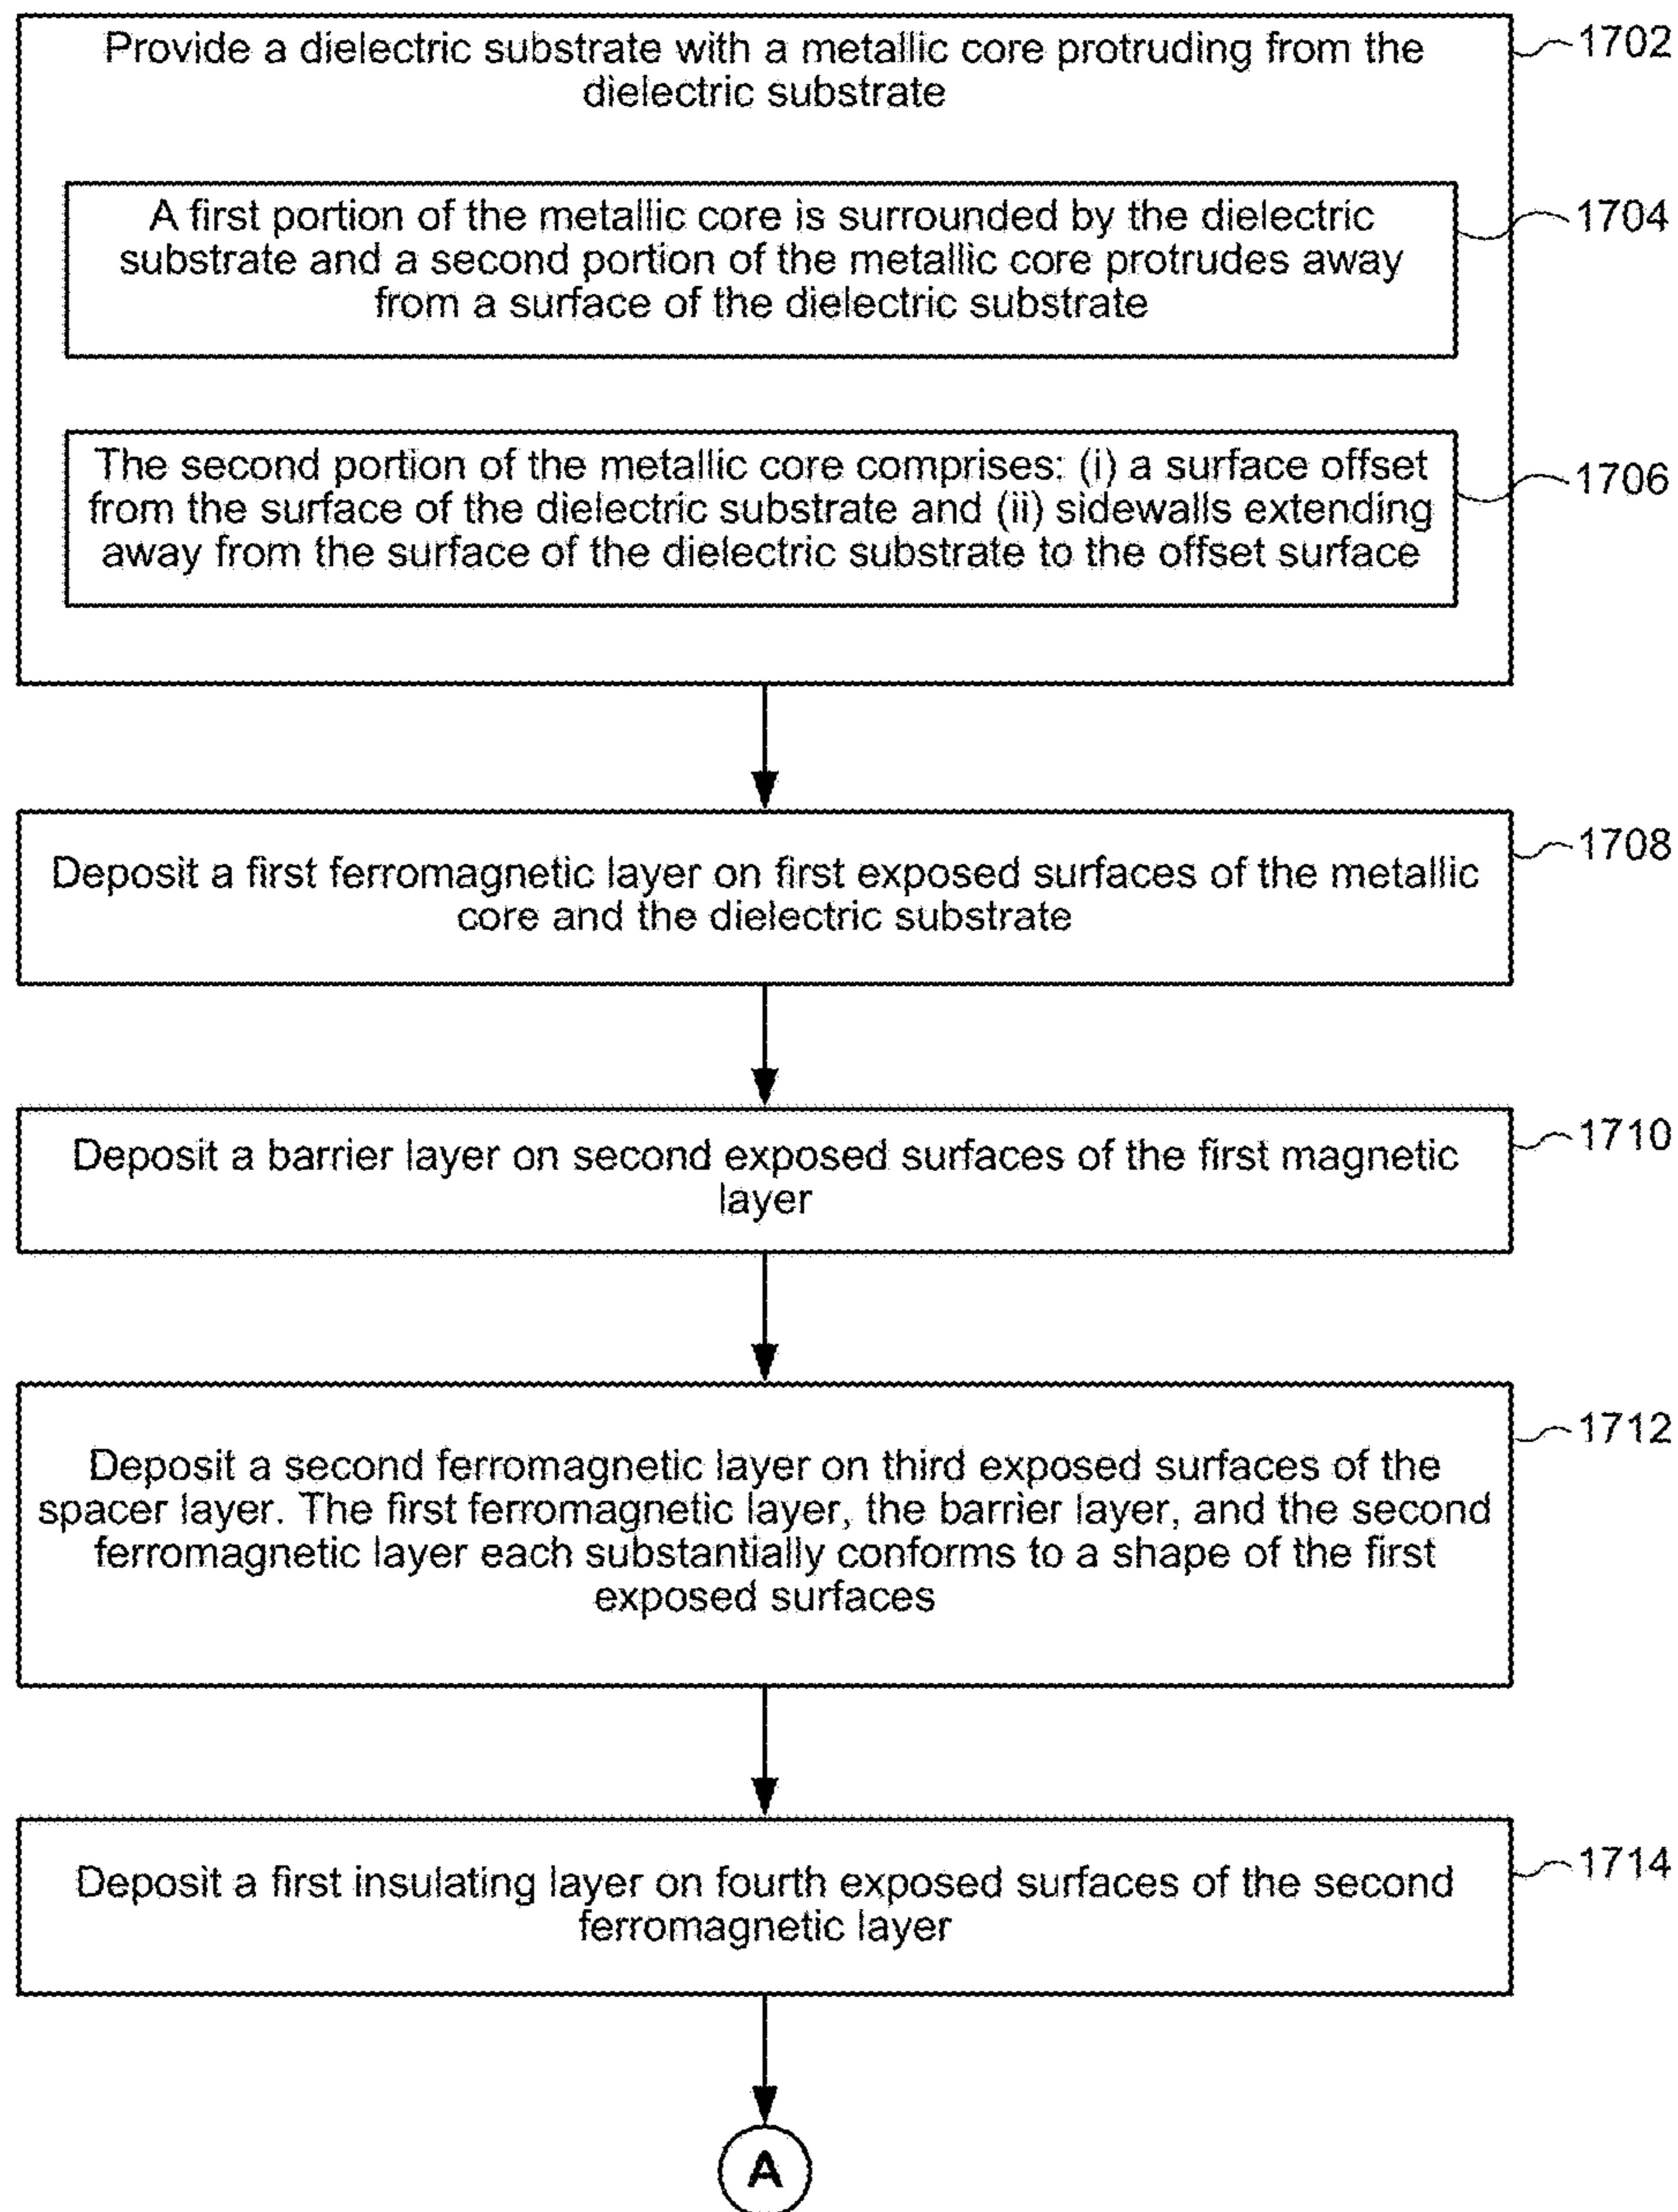 Provide a dielectric substrate with a metallic core protruding from the
dielectric substrate
1702
A first portion of the metallic core is surrounded by the dielectric
substrate and a second portion of the metallic core protrudes away
from a surface of the dielectric substrate
1704
The second portion of the metallic core comprises: (i) a surface offset
from the surface of the dielectric substrate and (ii) sidewalls extending
away from the surface of the dielectric substrate to the offset surface
1706
Deposit a first ferromagnetic layer on first exposed surfaces of the metallic
core and the dielectric substrate
1708
Deposit a barrier layer on second exposed surfaces of the first magnetic
layer
1710
Deposit a second ferromagnetic layer on third exposed surfaces of the
spacer layer. The first ferromagnetic layer, the barrier layer, and the second
ferromagnetic layer each substantially conforms to a shape of the first
exposed surfaces
1712
Deposit a first insulating layer on fourth exposed surfaces of the second
ferromagnetic layer
1714
A